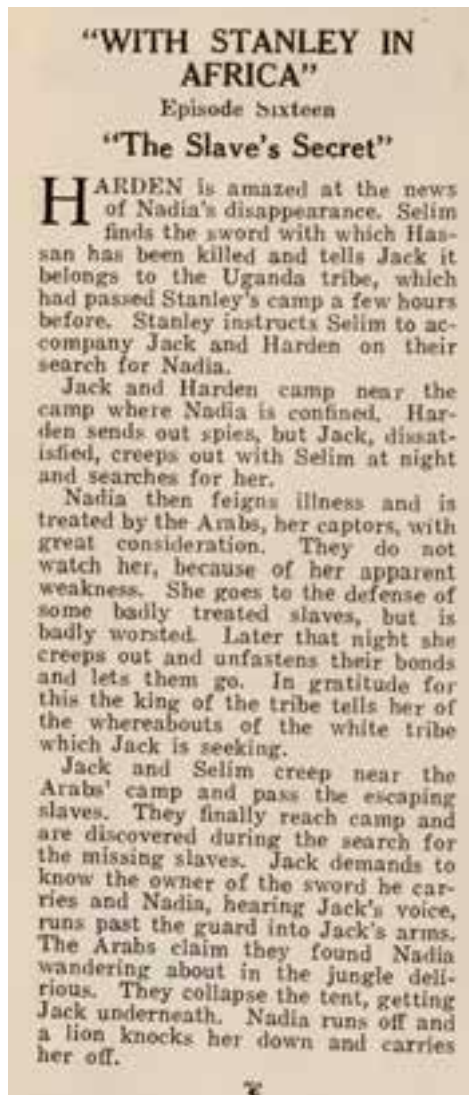 “WITH STANLEY IN
AFRICA”
Episode Sixteen
“The Slave’s Secret”
HARDEN is amazed at the news
of Nadia’s disappearance. Selim
finds the sword with which Has-
san has been killed and tells Jack it
belongs to the Uganda tribe, which
had passed Stanley’s camp a few hours
before. Stanley instructs Selim to ac-
company Jack and Harden on their
search for Nadia.
Jack and Harden camp near the
camp where Nadia is confined. Har-
den sends out spies, but Jack, dissat-
isfied, creeps out with Selim at night
and searches for her.
Nadia then feigns illness and is
treated by the Arabs, her captors, with
great consideration. They do not
watch her, because of her apparent
weakness. She goes to the defense of
some badly treated slaves, but is
badly worsted. Later that night she
creeps out and unfastens their bonds
and lets them go. In gratitude for
this the king of the tribe tells her of
the whereabouts of the white tribe
which Jack is seeking.
Jack and Selim creep near the
Arabs’ camp and pass the escaping
slaves. They finally reach camp and
are discovered during the search for
the missing slaves. Jack demands to
know the owner of the sword he car-
ries and Nadia, hearing Jack’s voice,
runs past the guard into Jack’s arms.
The Arabs claim they found Nadia
wandering about in the jungle deli-
rious. They collapse the tent, getting
Jack underneath. Nadia runs off and
a lion knocks her down and carries
her off.